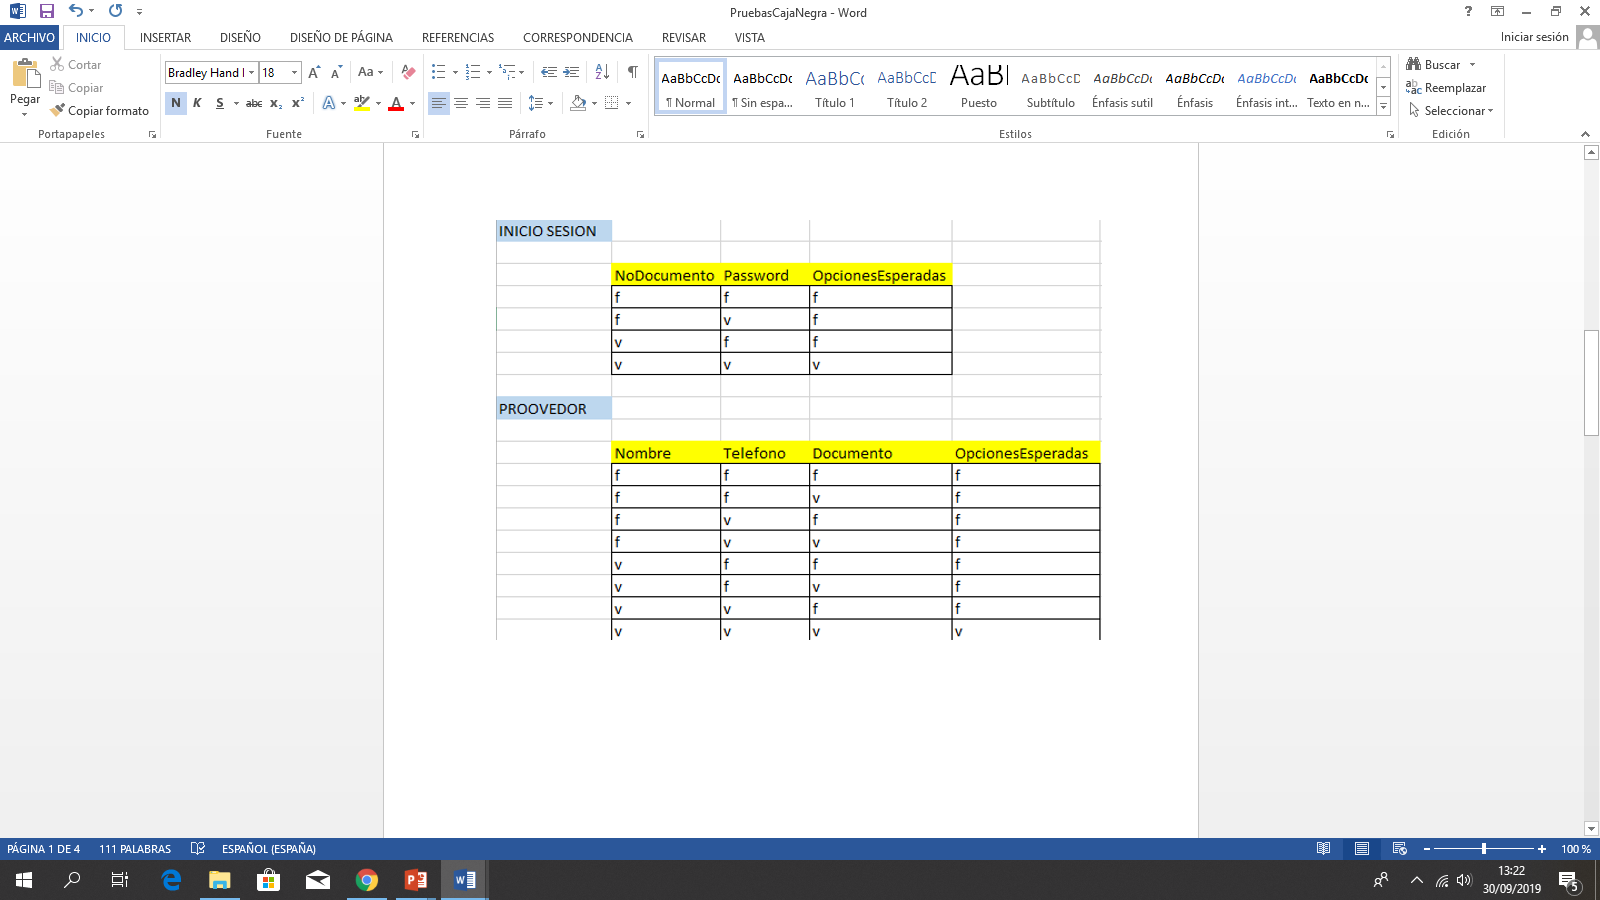 PruebasCajaNegra - Word
ARCHIVO INICIO INSERTAR DISEÑO DISEÑO DE PÁGINA REFERENCIAS CORRESPONDENCIA REVISAR VISTA Iniciar sesión
Pegar
Cortar
Copiar
Copiar formato
Portapapeles
Bradley Hand 18
N K S abc x₂ x²
Aa
Fuente
Párrafo
AaBbCcDc AaBbCcDc AaBbCc AaBbCcD AaB AaBbCcD AaBbCcDc AaBbCcDc AaBbCcDc AaBbCcDc
¶ Normal ¶ Sin espa... Título 1 Título 2 Puesto Subtítulo Énfasis sutil Énfasis Énfasis int... Texto en n...
Estilos
Buscar
Reemplazar
Seleccionar
Edición
INICIO SESION
NoDocumento Password OpcionesEsperadas
f f f
f v f
v f f
v v v
PROOVEDOR
Nombre Telefono Documento OpcionesEsperadas
f f f f
f f v f
f v f f
f v v f
v f f f
v f v f
v v f f
v v v v
PÁGINA 1 DE 4 111 PALABRAS ESPAÑOL (ESPAÑA) 100 %
13:22
30/09/2019
5